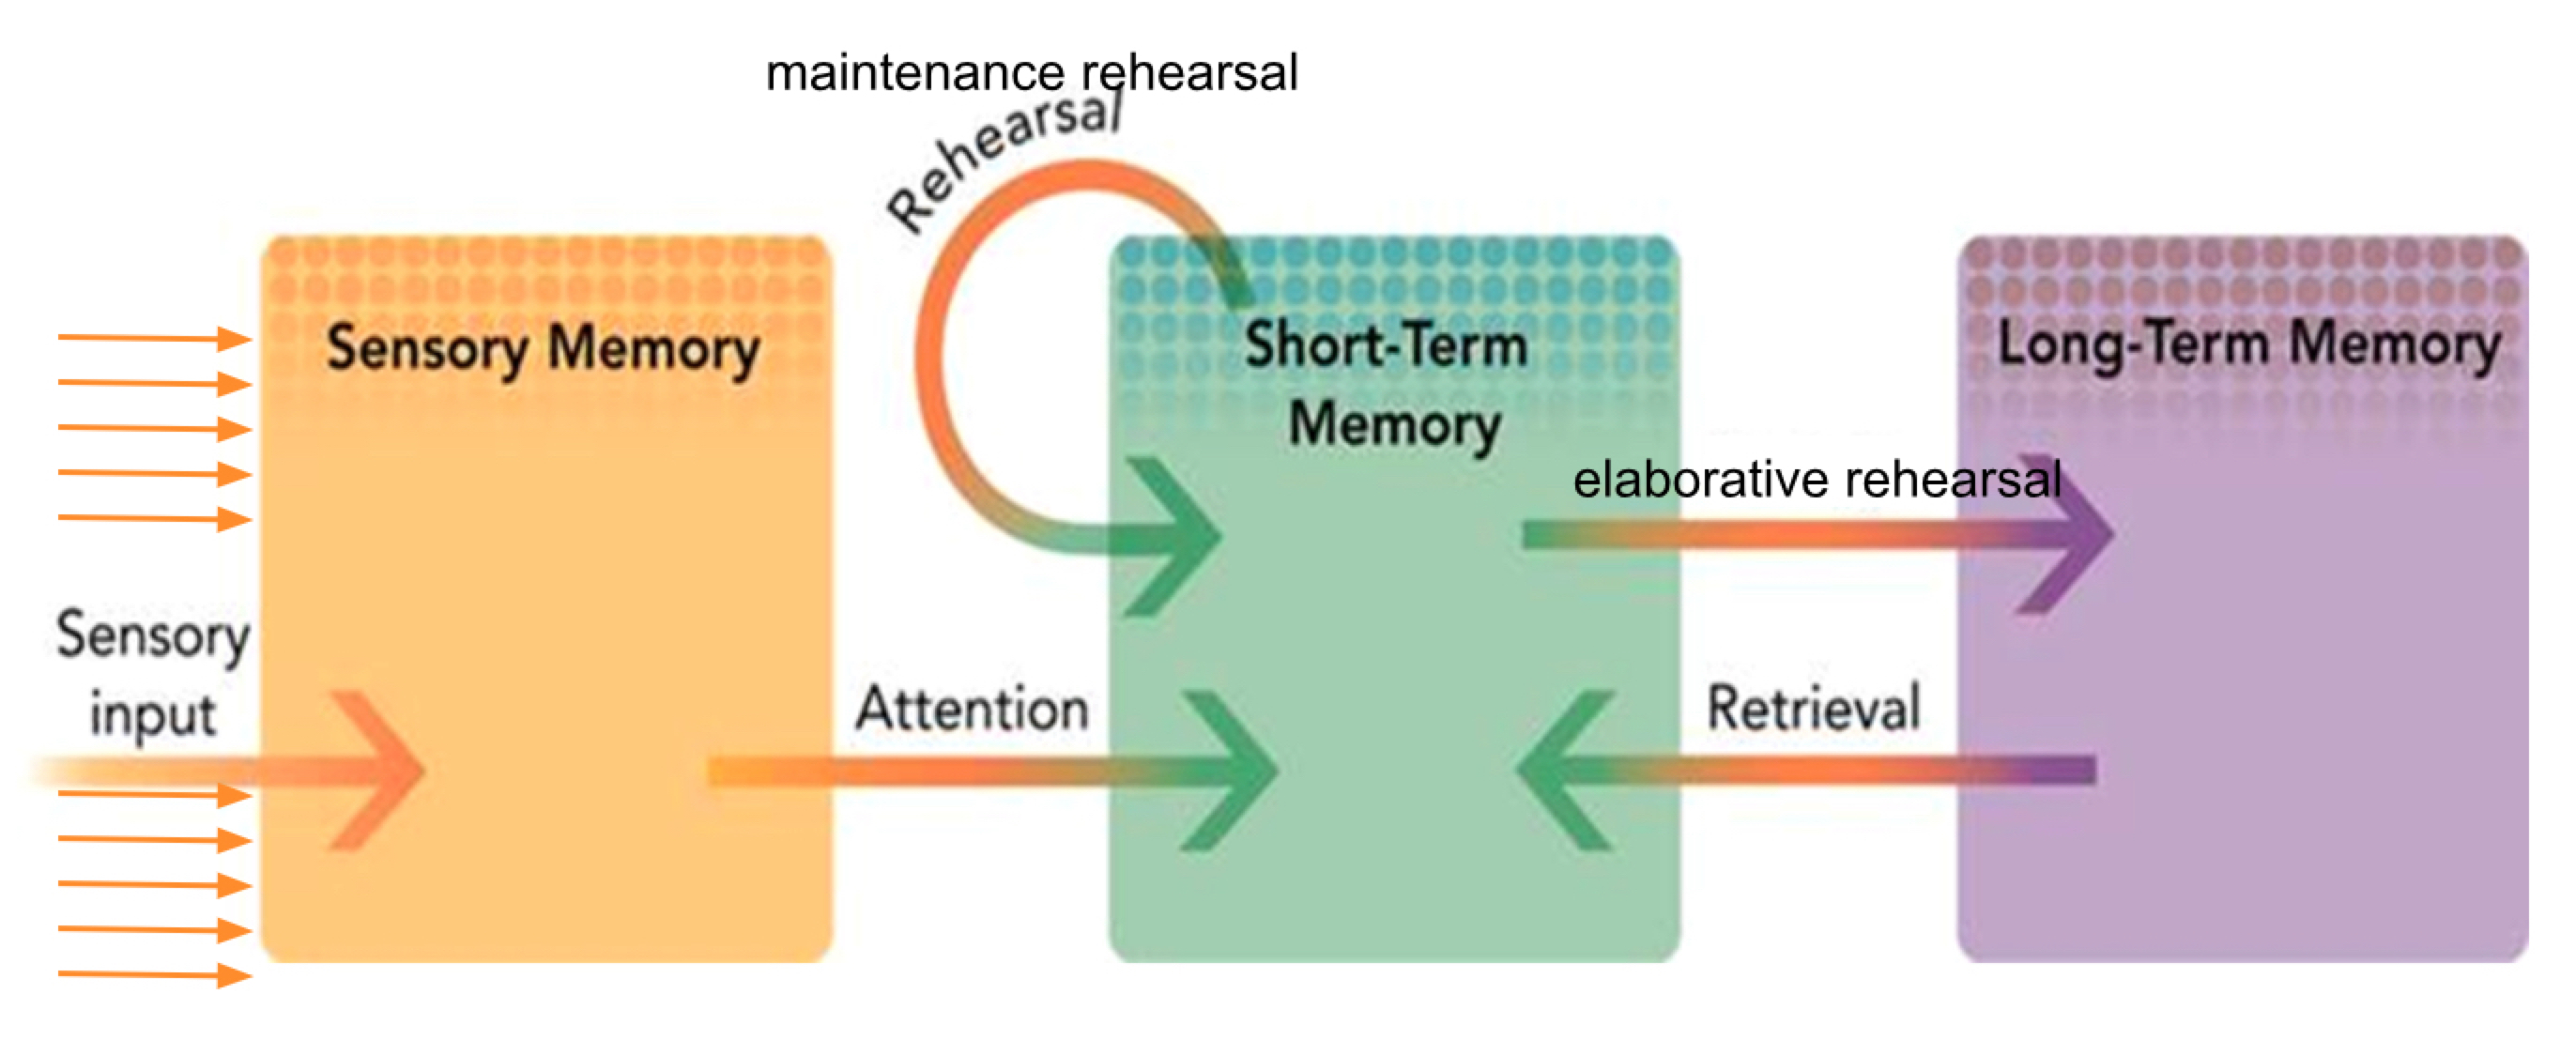 maintenance rehearsal
Rehearsal
Sensory Memory
Short-Term
Memory
Long-Term Memory
elaborative rehearsal
Sensory
input
Attention
Retrieval